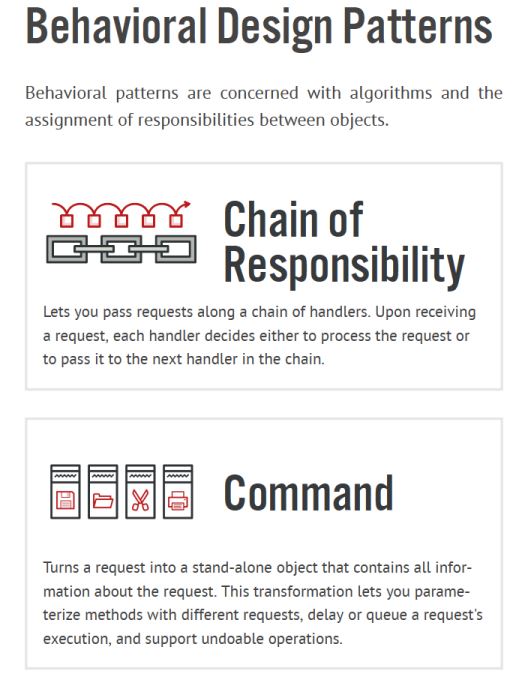 Behavioral Design Patterns
Behavioral patterns are concerned with algorithms and the
assignment of responsibilities between objects.
Chain of
Responsibility
Lets you pass requests along a chain of handlers. Upon receiving
a request, each handler decides either to process the request or
to pass it to the next handler in the chain.
Command
Turns a request into a stand-alone object that contains all infor-
mation about the request. This transformation lets you parame-
terize methods with different requests, delay or queue a request's
execution, and support undoable operations.